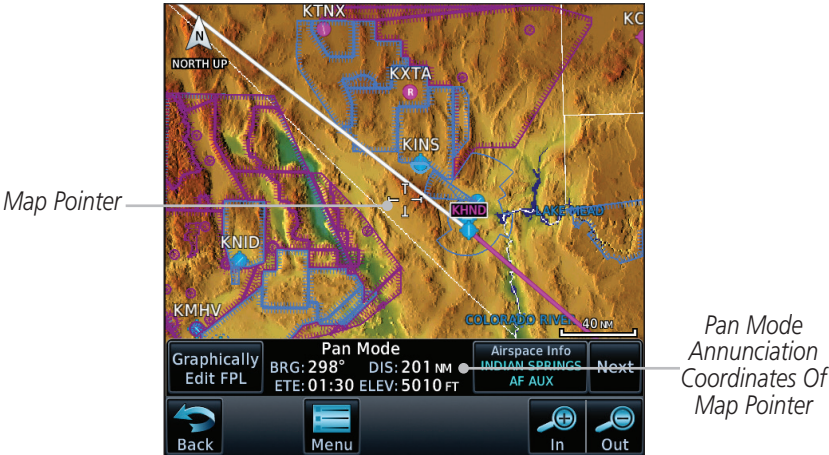 KTNX
KC
N
NORTH UP
KXTA
R
KINS
Map Pointer
KHND
LAKE MEAD
KNID
KMHV
COLORADO RIVER
40 NM
Graphically
Edit FPL
Pan Mode
BRG: 298° DIS: 201 NM
ETE: 01:30 ELEV: 5010 FT
Airspace Info
INDIAN SPRINGS
AF AUX
Next
Pan Mode
Annunciation
Coordinates Of
Map Pointer
Back
Menu
In
Out